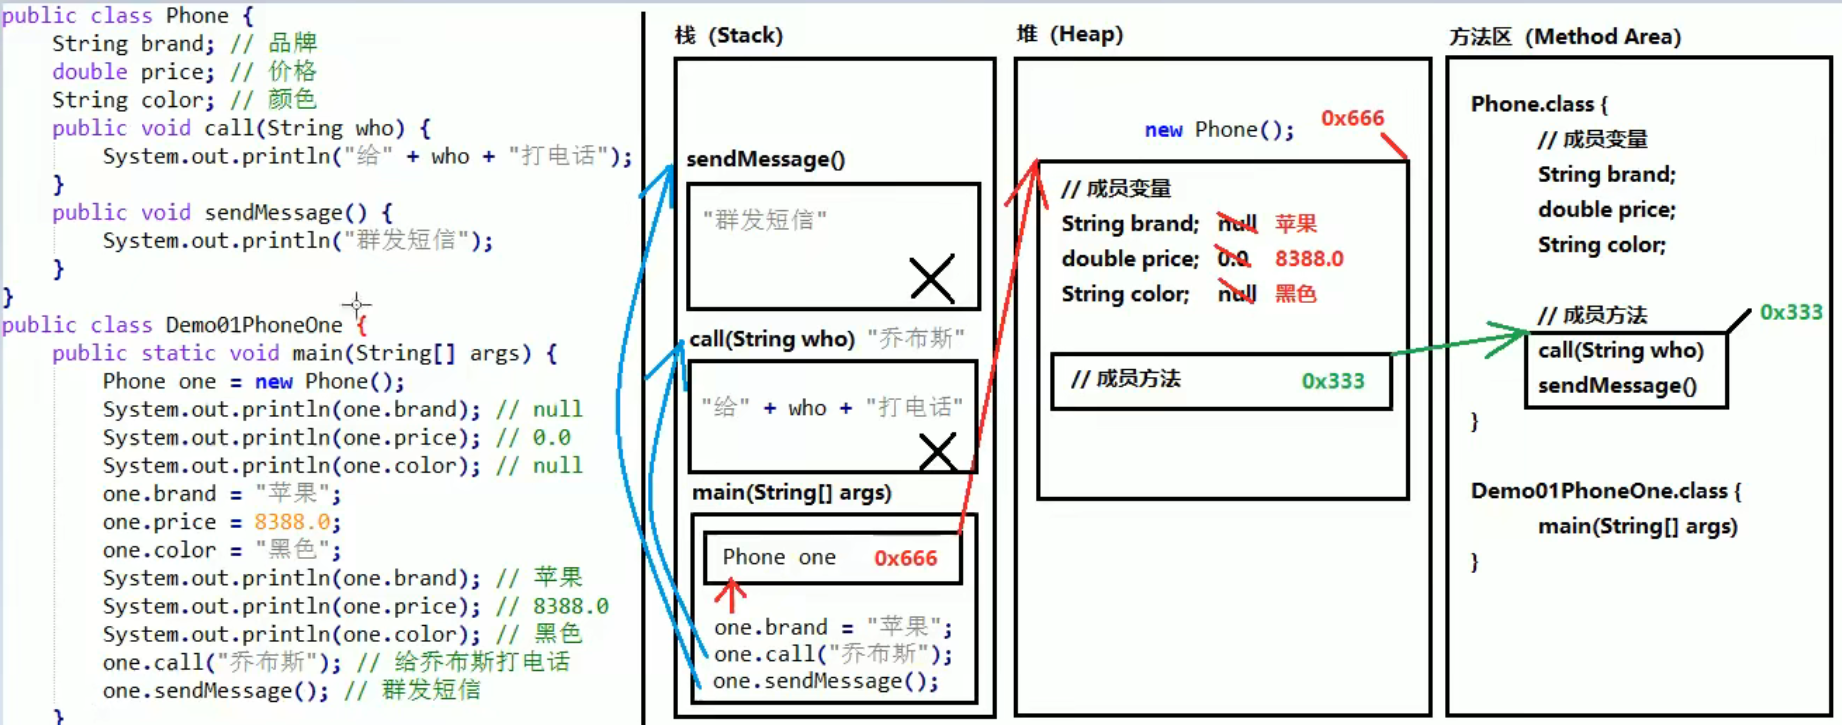 public class Phone {
String brand; // 品牌
double price; // 价格
String color; // 颜色
public void call(String who) {
System.out.println("给" + who + "打电话");
}
public void sendMessage() {
System.out.println("群发短信");
}
}
public class Demo01PhoneOne {
public static void main(String[] args) {
Phone one = new Phone();
System.out.println(one.brand); // null
System.out.println(one.price); // 0.0
System.out.println(one.color); // null
one.brand = "苹果";
one.price = 8388.0;
one.color = "黑色";
System.out.println(one.brand); // 苹果
System.out.println(one.price); // 8388.0
System.out.println(one.color); // 黑色
one.call("乔布斯"); // 给乔布斯打电话
one.sendMessage(); // 群发短信
}
栈（Stack）
sendMessage()
"群发短信"
call(String who) "乔布斯"
"给" + who + "打电话"
main(String[] args)
Phone one 0x666
one.brand = "苹果";
one.call("乔布斯");
one.sendMessage();
堆（Heap）
new Phone(); 0x666
// 成员变量
String brand; null 苹果
double price; 0.0 8388.0
String color; null 黑色
// 成员方法 0x333
方法区（Method Area）
Phone.class {
// 成员变量
String brand;
double price;
String color;
// 成员方法 0x333
call(String who)
sendMessage()
}
Demo01PhoneOne.class {
main(String[] args)
}